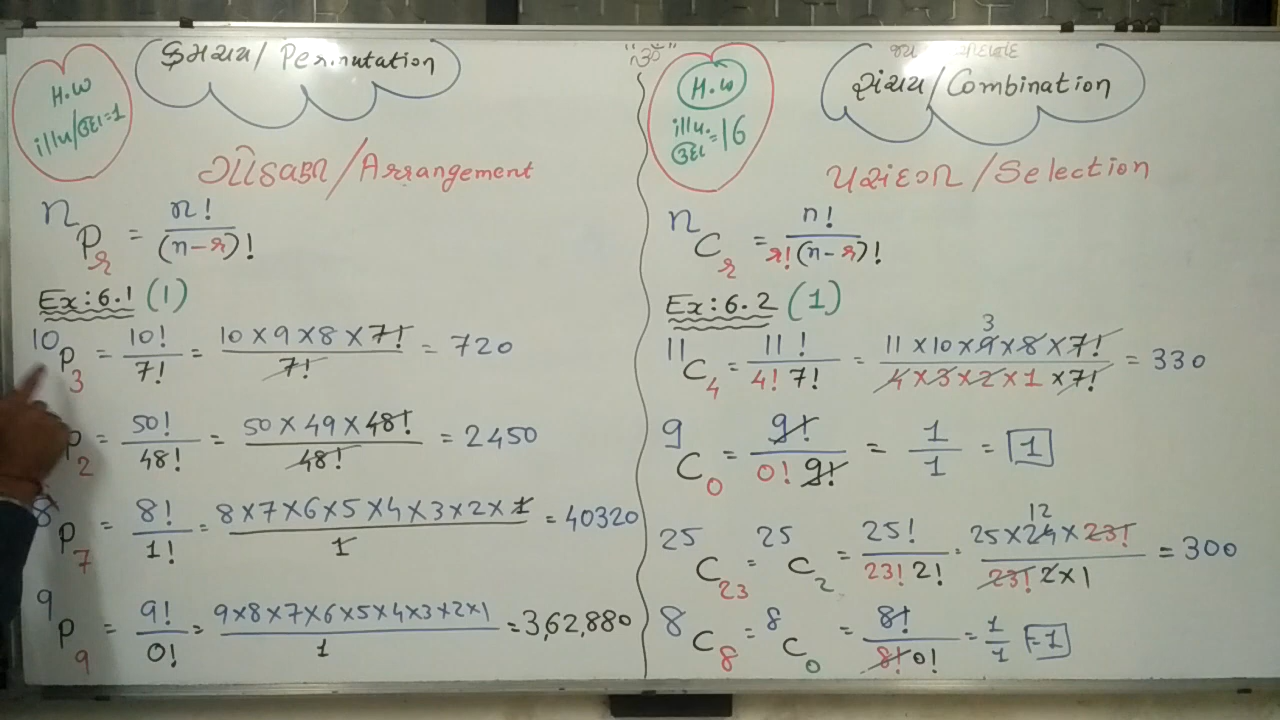 H.W
illu/ઉદા=1
ક્રમચય/Permutation
ગોઠવણ/Arrangement
nPr = n!/(n-r)!
Ex:6.1 (1)
10P3 = 10!/7! = 10×9×8×7!/7! = 720
P2 = 50!/48! = 50×49×48!/48! = 2450
8P7 = 8!/1! = 8×7×6×5×4×3×2×1/1 = 40320
9P9 = 9!/0! = 9×8×7×6×5×4×3×2×1/1 = 3,62,880
H.W
illu.
ઉદા=16
સંચય/Combination
પસંદગી/Selection
nCr = n!/r!(n-r)!
Ex:6.2 (1)
11C4 = 11!/4!7! = 11×10×9×8×7!/4×3×2×1×7! = 330
3
9C0 = 9!/0!9! = 1/1 = 1
12
25C23 = 25C2 = 25!/23!2! = 25×24×23!/23!2×1 = 300
8C8 = 8C0 = 8!/8!0! = 1/1 = 1